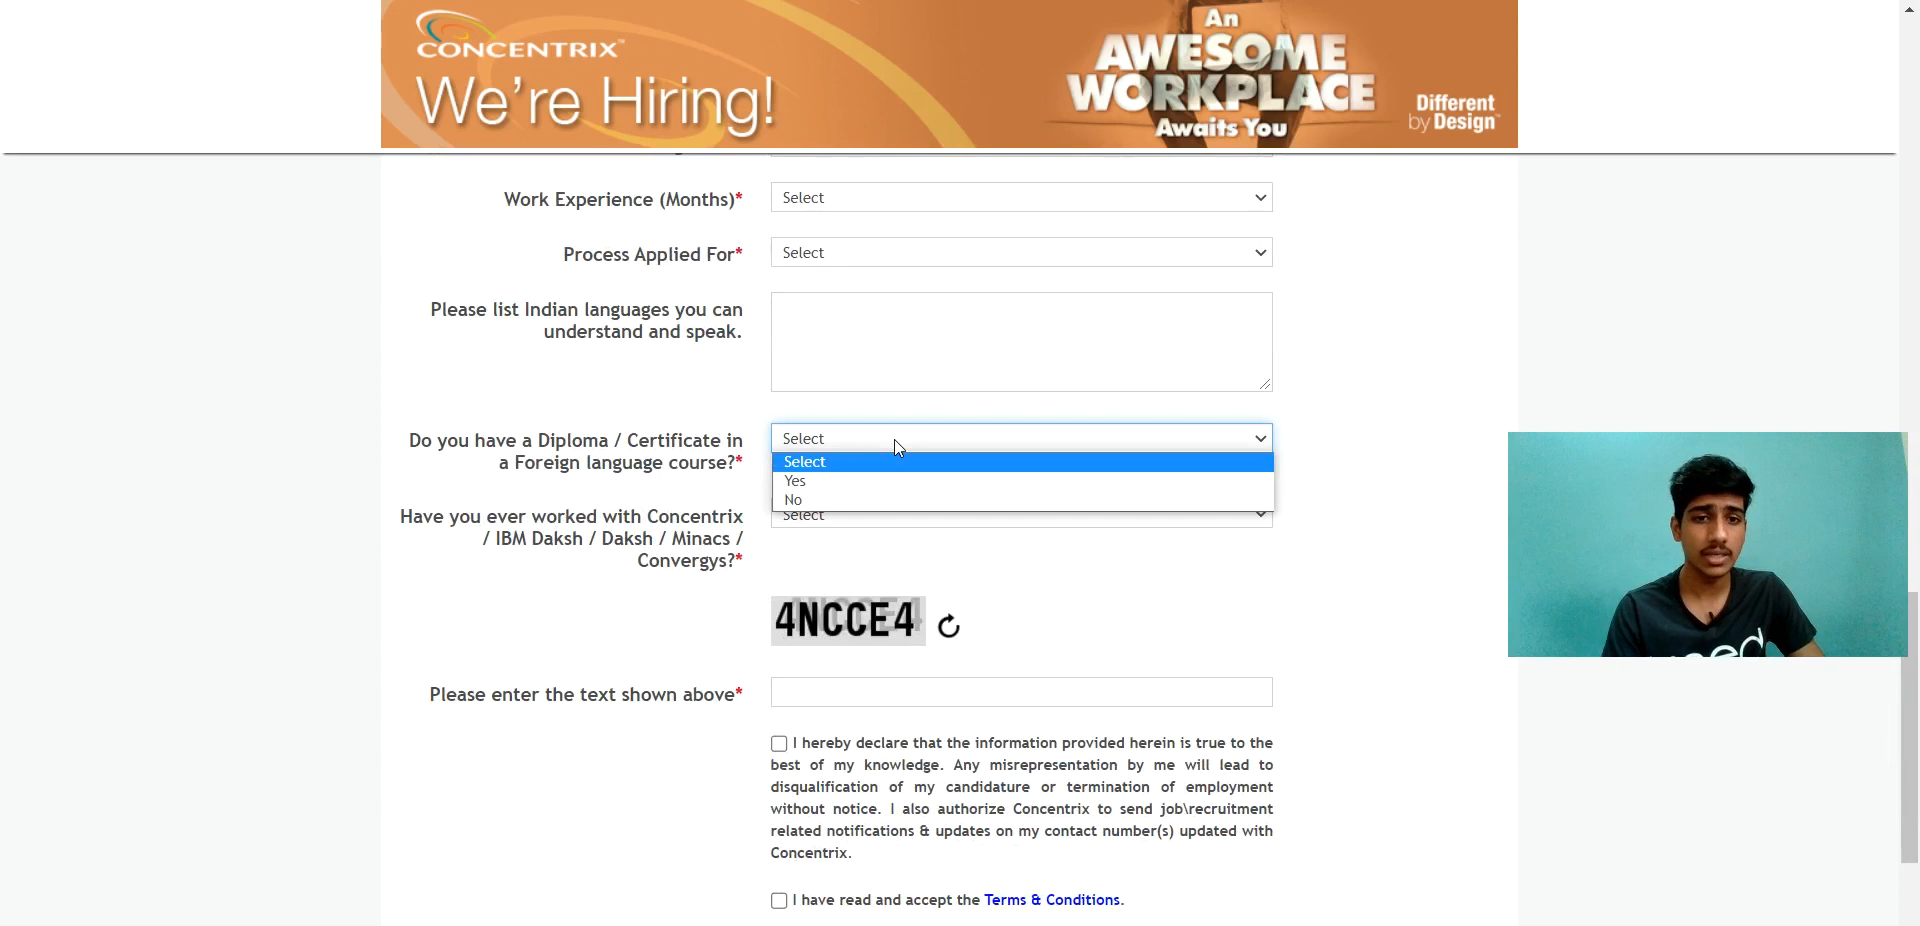 CONCENTRIX™
We're Hiring!
An
AWESOME
WORKPLACE
Awaits You
Different
by Design™
Work Experience (Months)*
Select
Process Applied For*
Select
Please list Indian languages you can
understand and speak.
Do you have a Diploma / Certificate in
a Foreign language course?*
Select
Select
Yes
No
Have you ever worked with Concentrix
/ IBM Daksh / Daksh / Minacs /
Convergys?*
Select
4NCCE4
Please enter the text shown above*
I hereby declare that the information provided herein is true to the
best of my knowledge. Any misrepresentation by me will lead to
disqualification of my candidature or termination of employment
without notice. I also authorize Concentrix to send job\recruitment
related notifications & updates on my contact number(s) updated with
Concentrix.
I have read and accept the Terms & Conditions.